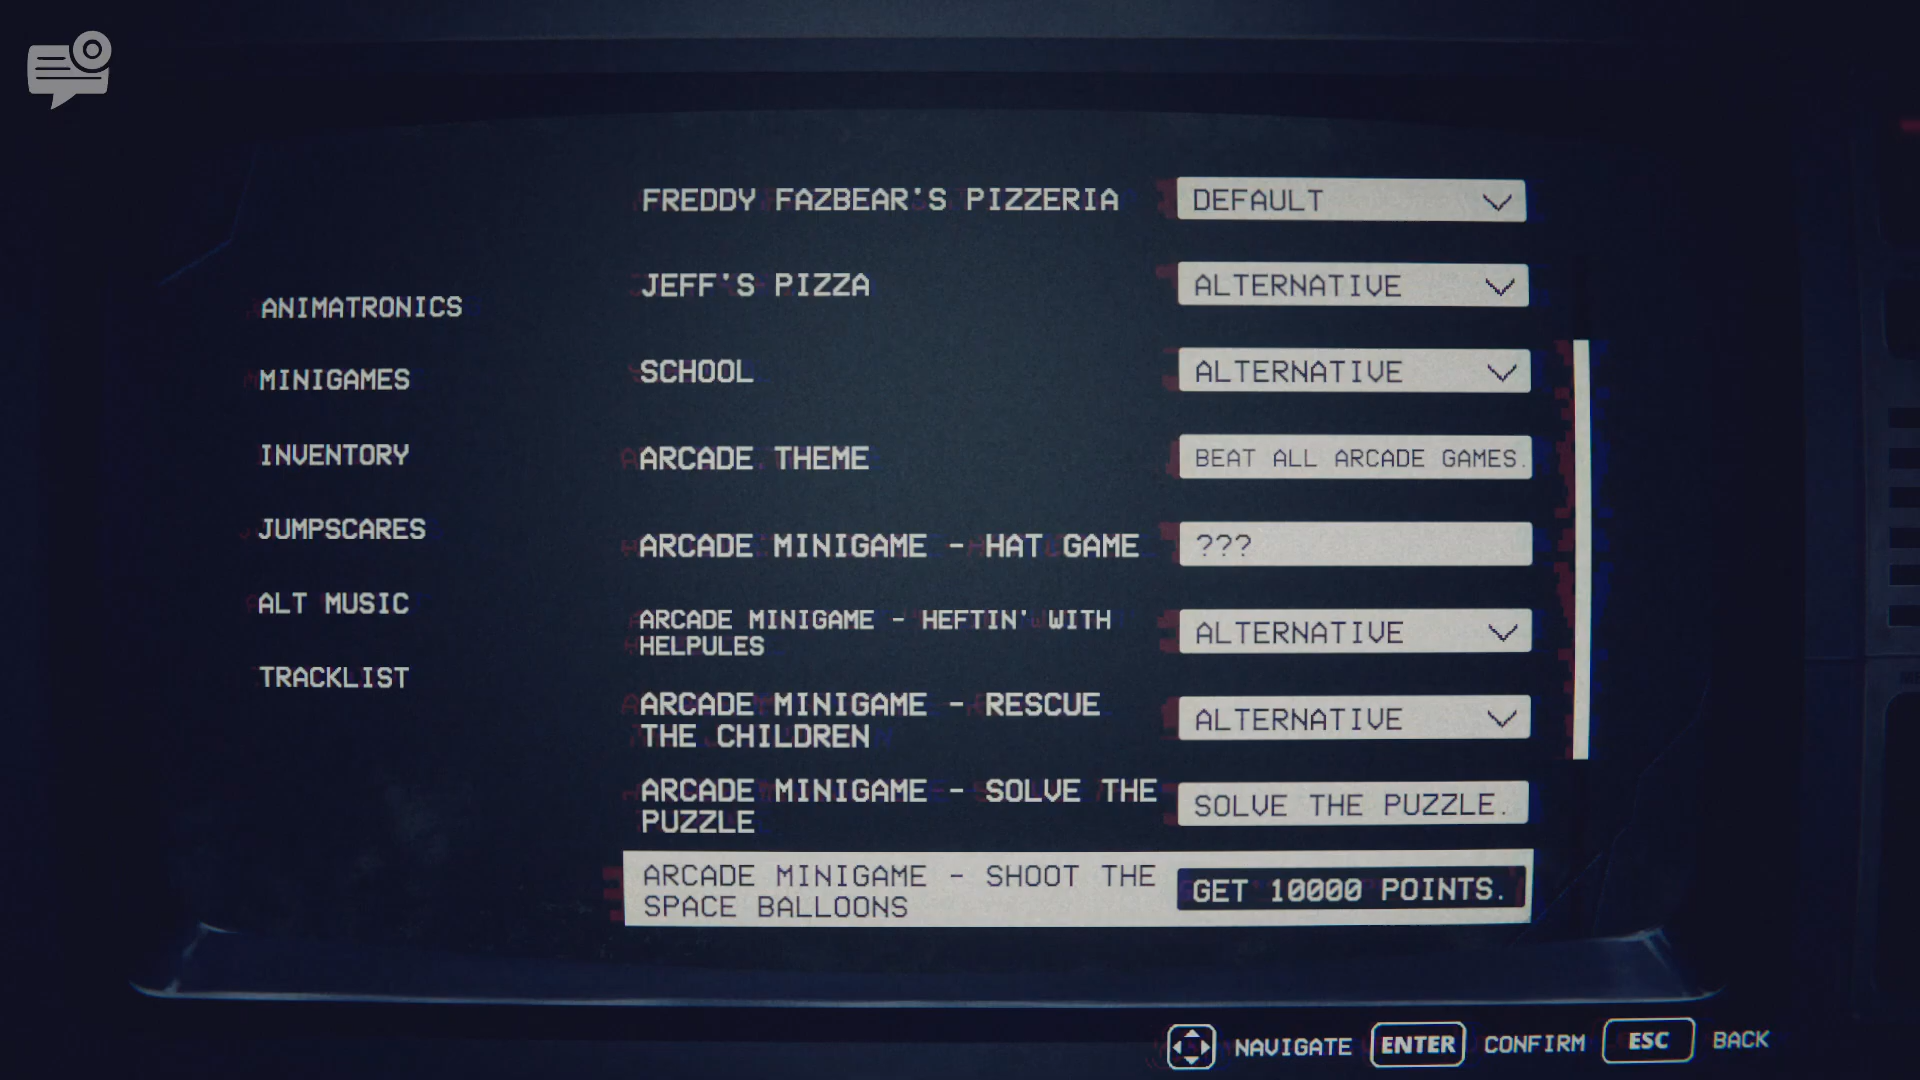 ANIMATRONICS
MINIGAMES
INVENTORY
JUMPSCARES
ALT MUSIC
TRACKLIST
FREDDY FAZBEAR'S PIZZERIA
DEFAULT
JEFF'S PIZZA
ALTERNATIVE
SCHOOL
ALTERNATIVE
ARCADE THEME
BEAT ALL ARCADE GAMES.
ARCADE MINIGAME - HAT GAME
???
ARCADE MINIGAME - HEFTIN' WITH
HELPULES
ALTERNATIVE
ARCADE MINIGAME - RESCUE
THE CHILDREN
ALTERNATIVE
ARCADE MINIGAME - SOLVE THE
PUZZLE
SOLVE THE PUZZLE.
ARCADE MINIGAME - SHOOT THE
SPACE BALLOONS
GET 10000 POINTS.
NAVIGATE ENTER CONFIRM ESC BACK